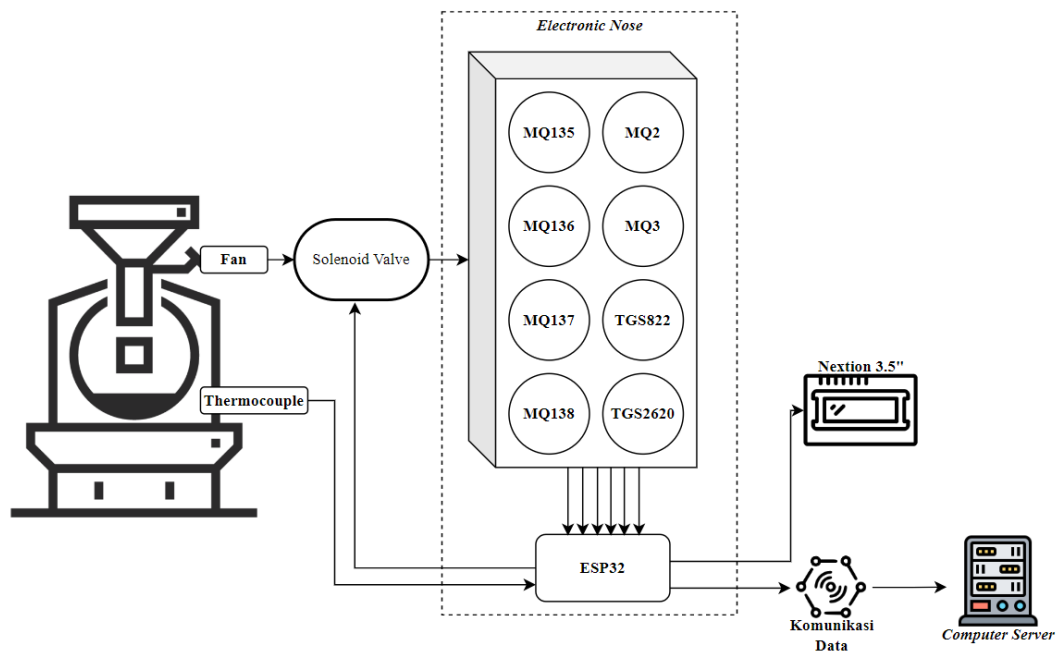 Electronic Nose
MQ135
MQ2
MQ136
MQ3
Fan
Solenoid Valve
MQ137
TGS822
Nextion 3.5"
Thermocouple
MQ138
TGS2620
ESP32
Komunikasi
Data
Computer Server